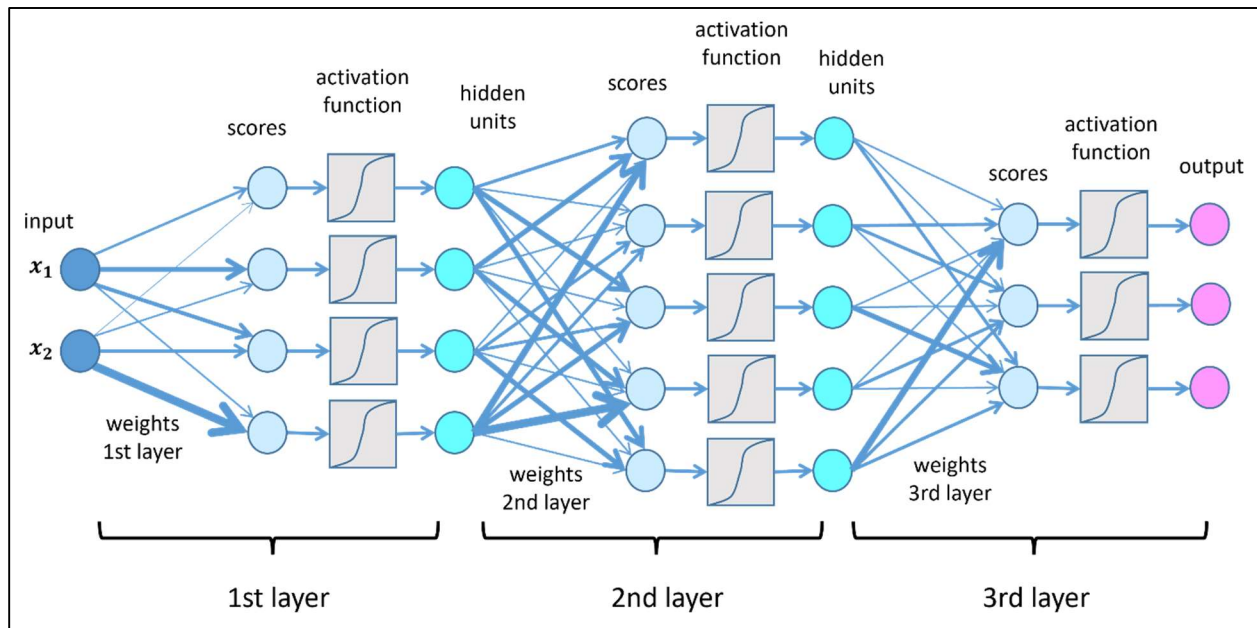 activation
function
hidden
units
scores
activation
function
hidden
units
scores
activation
function
scores
output
input
x₁
x₂
weights
1st layer
weights
2nd layer
weights
3rd layer
1st layer
2nd layer
3rd layer